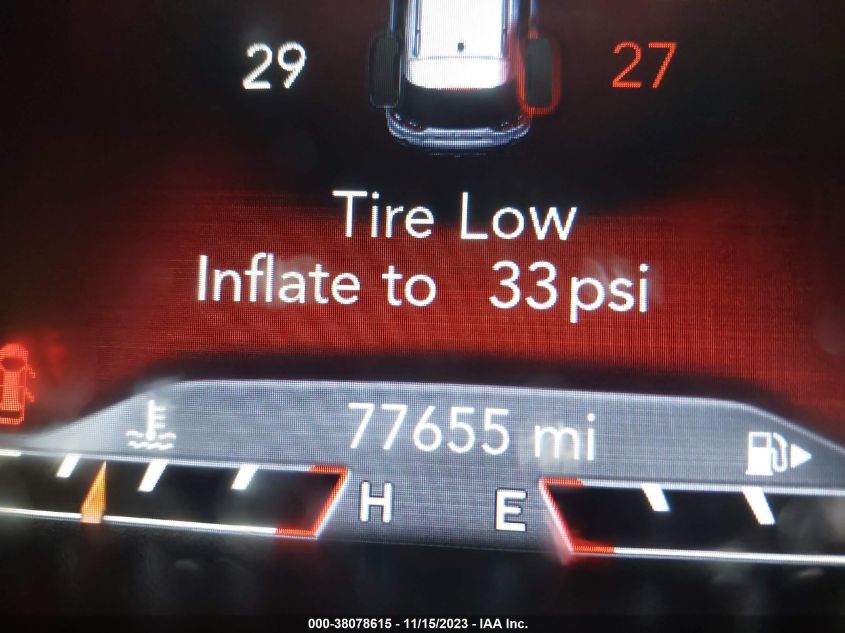 29 27
Tire Low
Inflate to 33 psi
77655 mi
H E
000-38078615 - 11/15/2023 - IAA Inc.